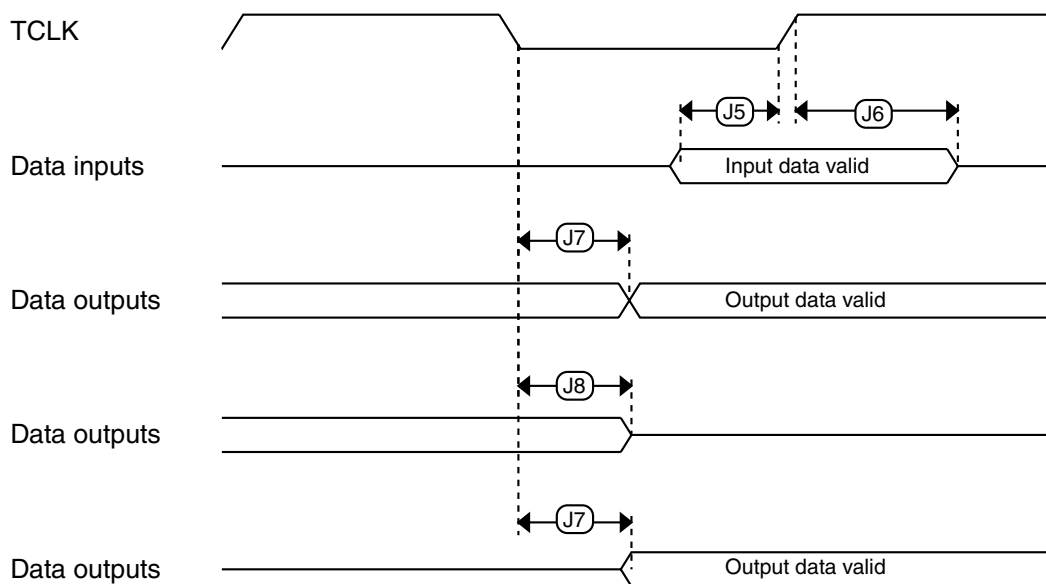 TCLK
J5
J6
Data inputs
Input data valid
J7
Data outputs
Output data valid
J8
Data outputs
J7
Data outputs
Output data valid